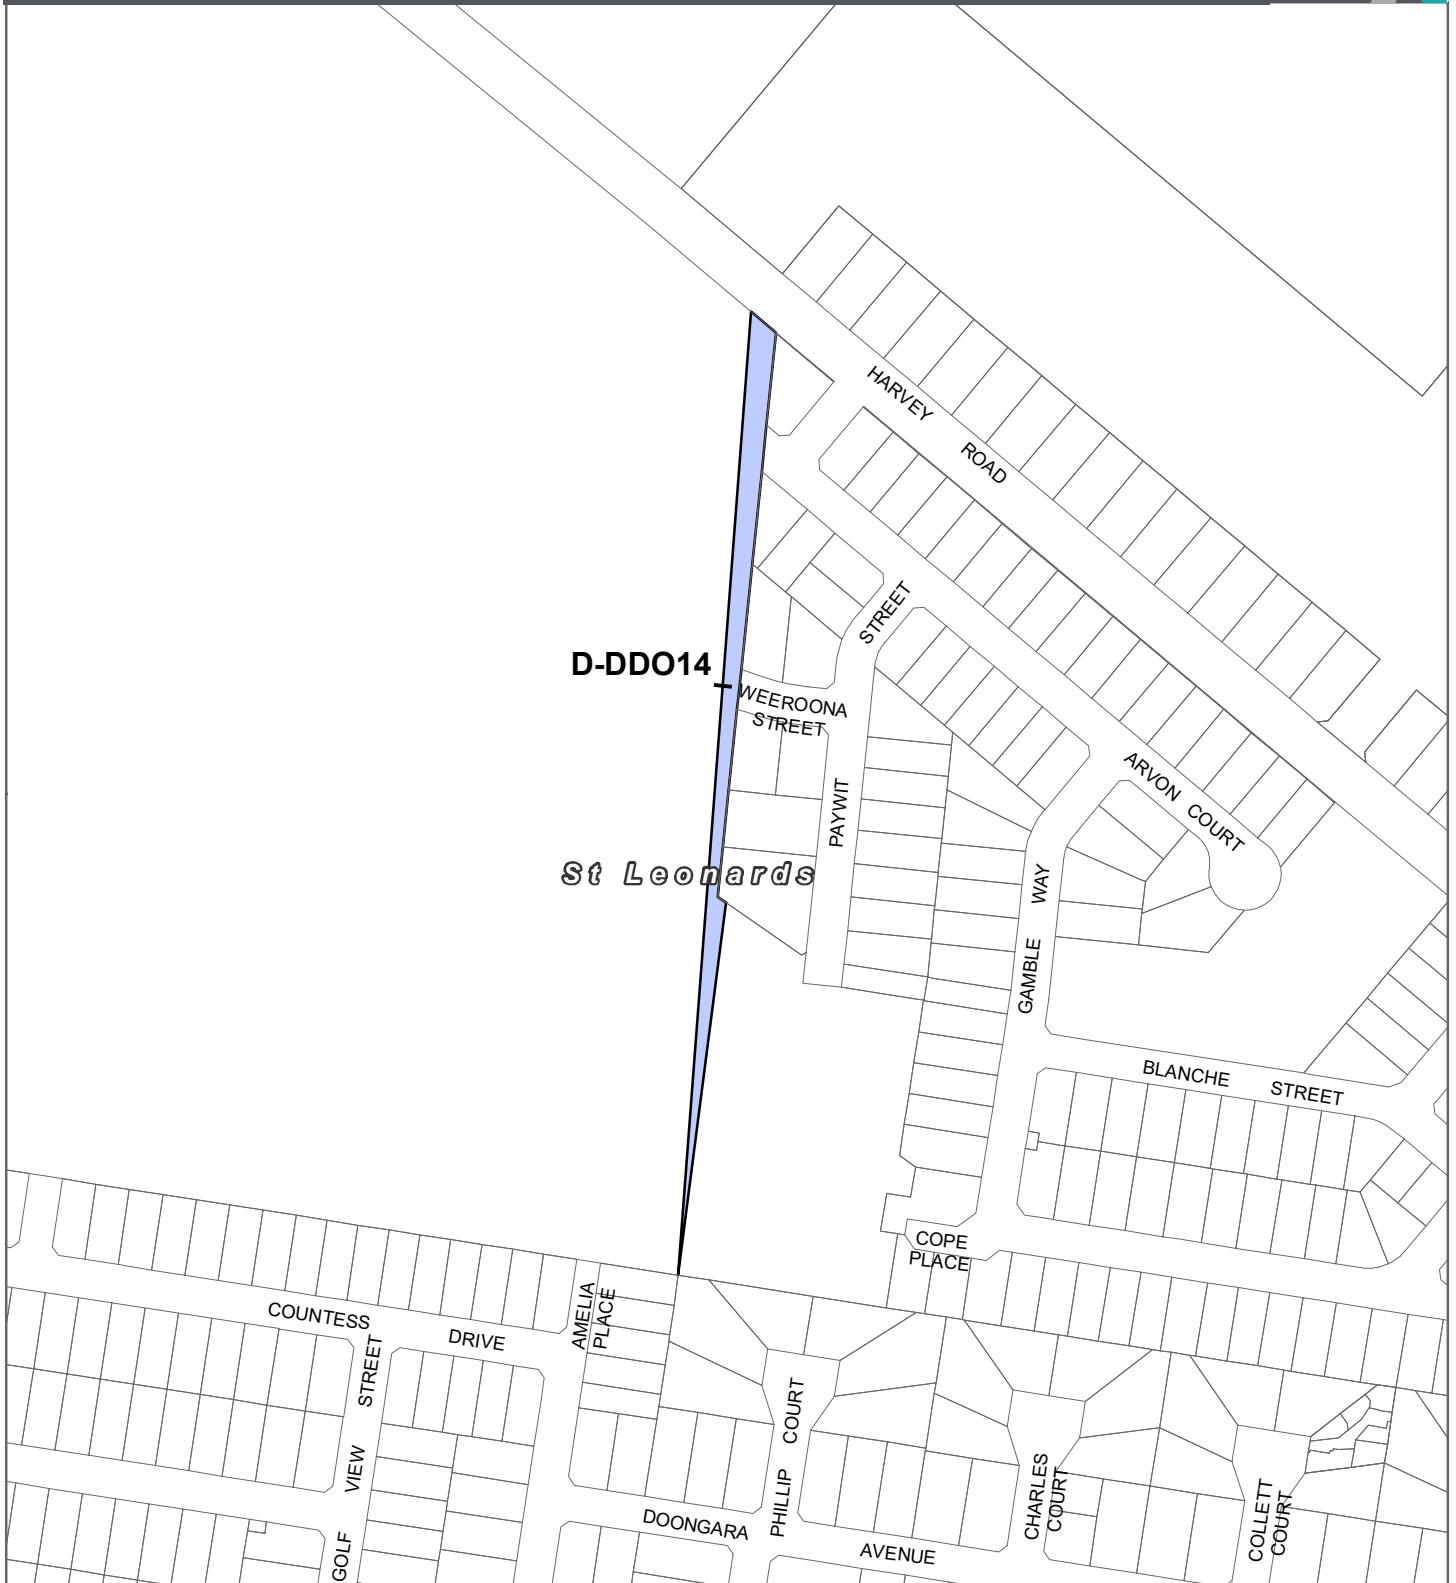 HARVEY
ROAD
STREET
D-DDO14
WEEROONA
STREET
ARVON
COURT
PAYWIT
St Leonards
WAY
GAMBLE
BLANCHE
STREET
COPE
PLACE
AMELIA
PLACE
COUNTESS
DRIVE
STREET
VIEW
GOLF
COURT
PHILLIP
CHARLES
COURT
COLLETT
COURT
DOONGARA
AVENUE